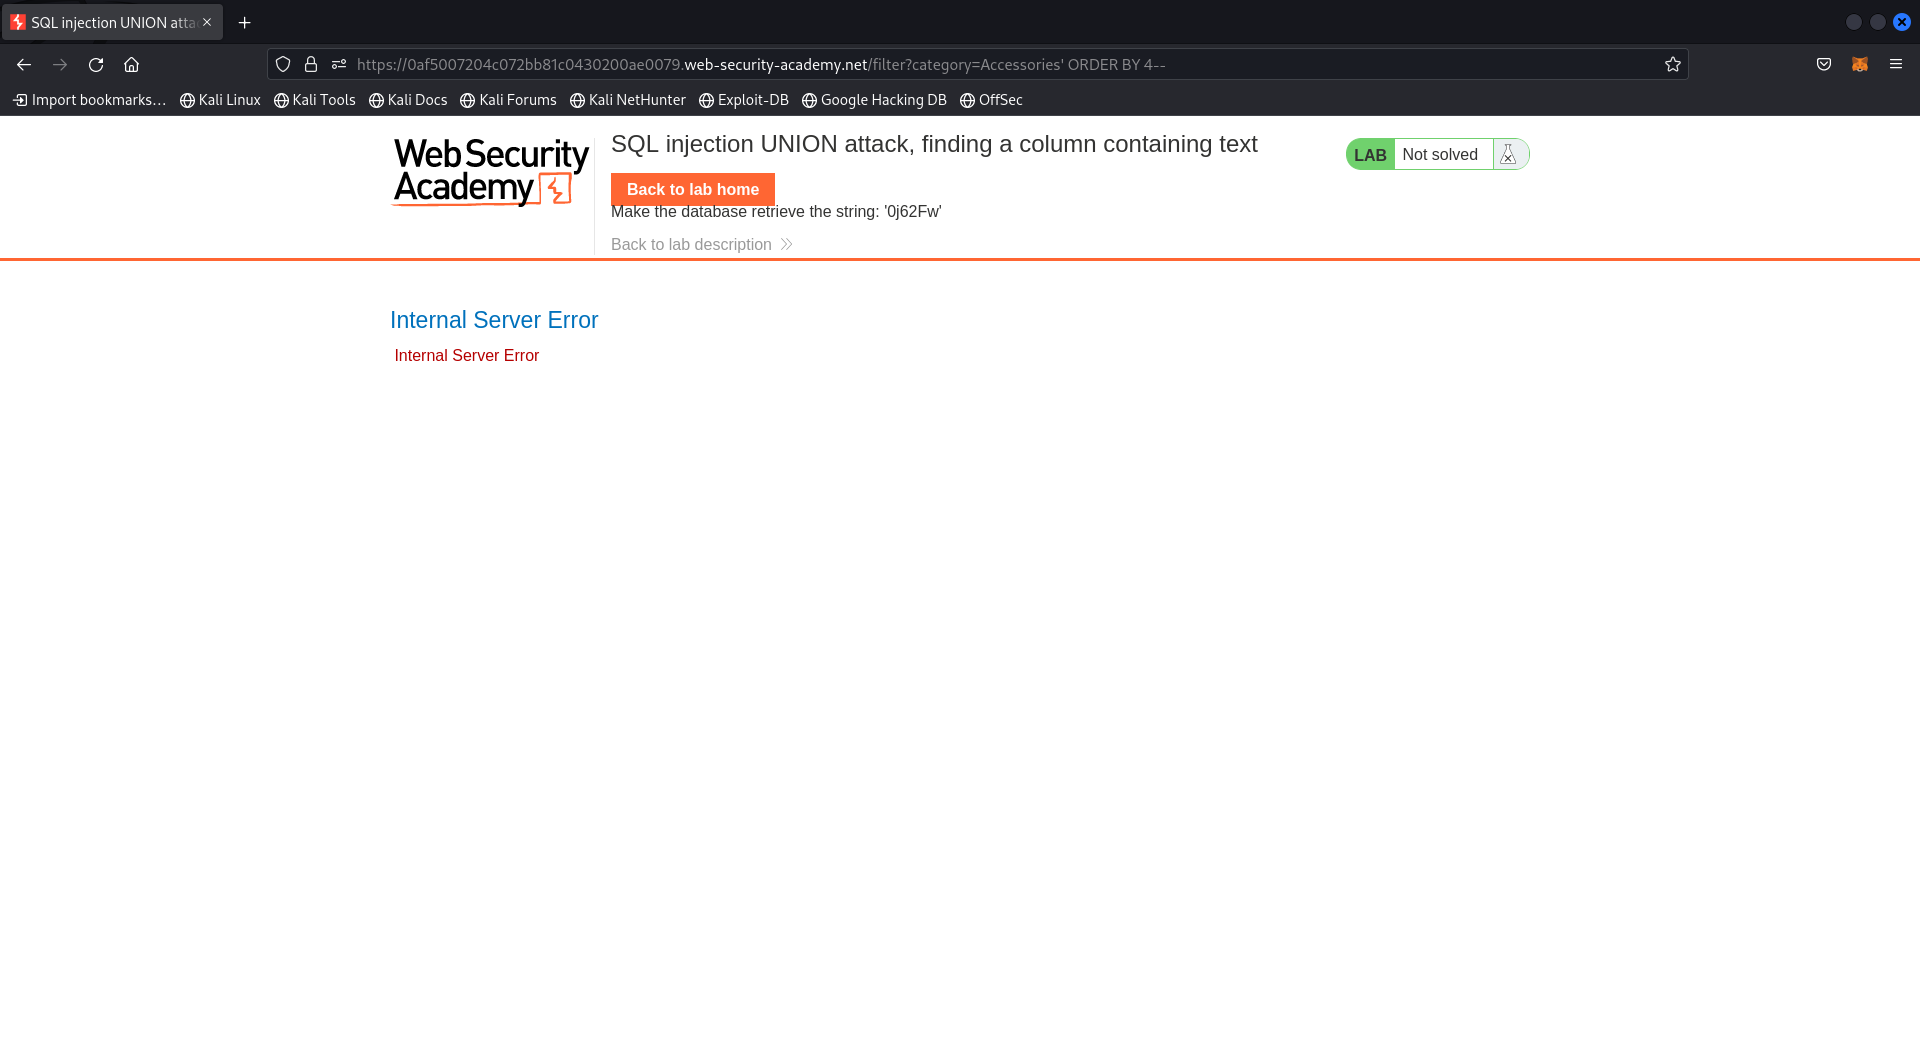 SQL injection UNION atta
https://0af5007204c072bb81c0430200ae0079.web-security-academy.net/filter?category=Accessories' ORDER BY 4--
Import bookmarks... Kali Linux Kali Tools Kali Docs Kali Forums Kali NetHunter Exploit-DB Google Hacking DB OffSec
WebSecurity
Academy
SQL injection UNION attack, finding a column containing text
LAB Not solved
Back to lab home
Make the database retrieve the string: '0j62Fw'
Back to lab description
Internal Server Error
Internal Server Error